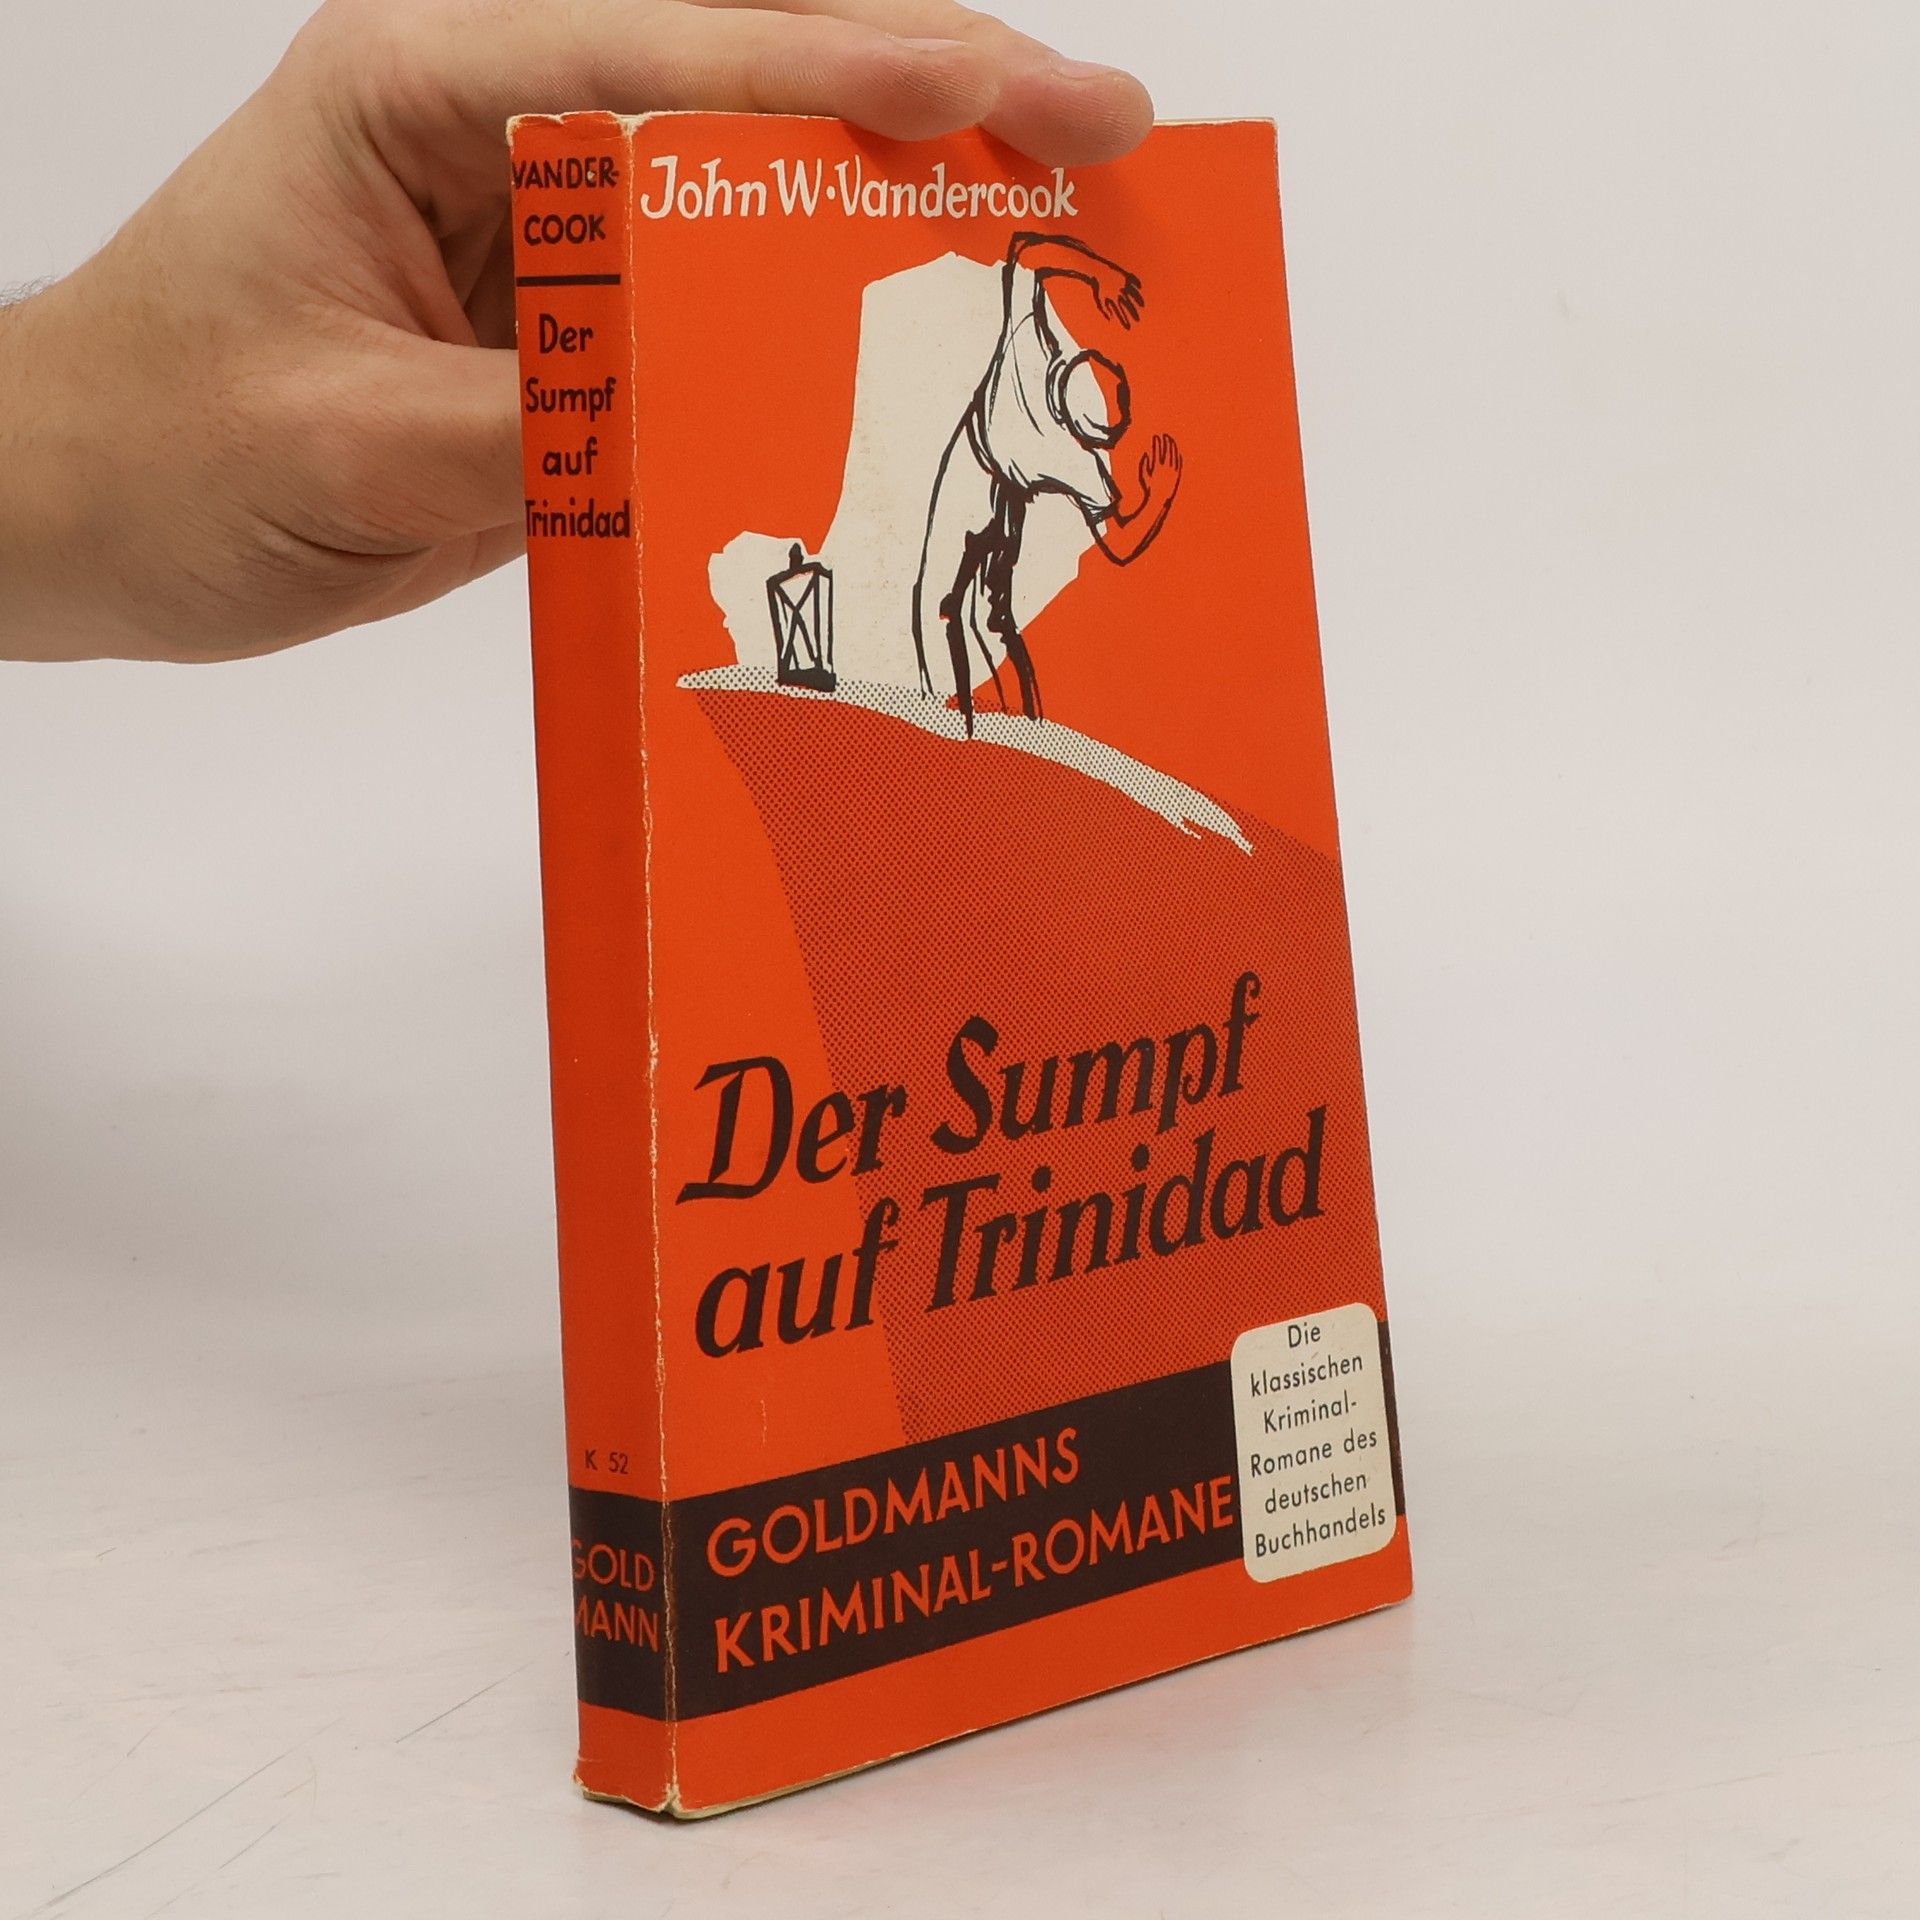 VANDER-
COOK
Der
Sumpf
auf
Trinidad
K 52
GOLD
MANN
John W. Vandercook
Der Sumpf
auf Trinidad
GOLDMANNS
KRIMINAL-ROMANE
Die
klassischen
Kriminal-
Romane des
deutschen
Buchhandels